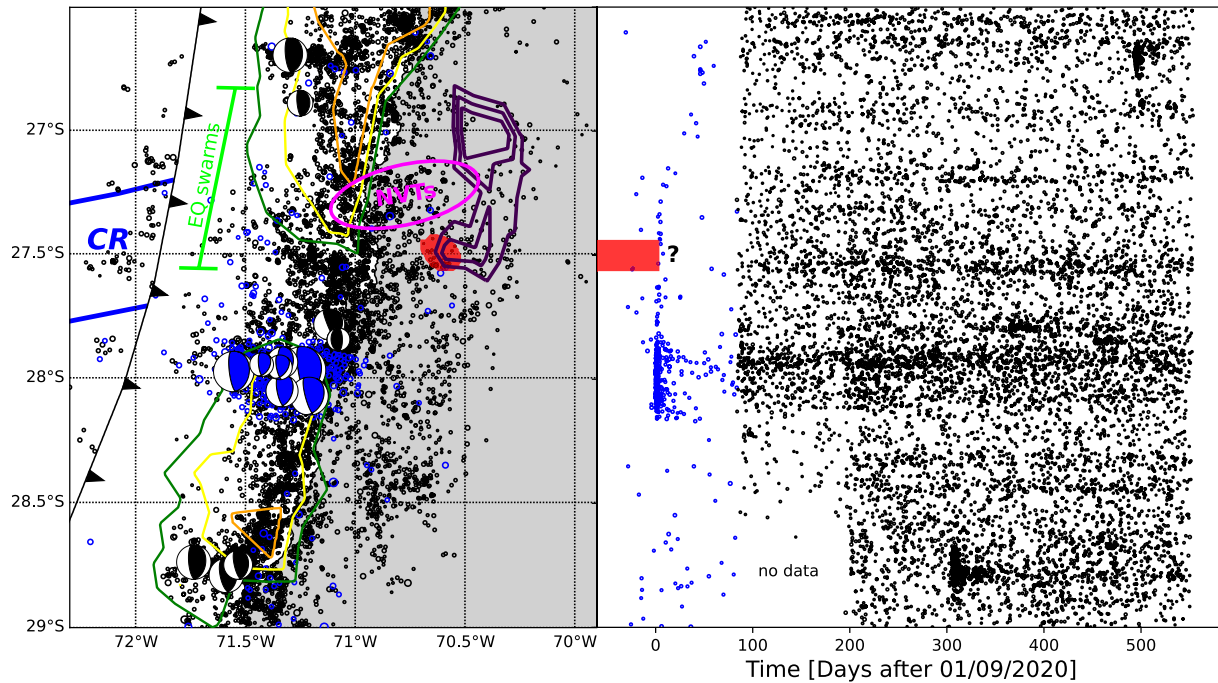 27°S
27.5°S
28°S
28.5°S
29°S
72°W
71.5°W
71°W
70.5°W
70°W
EQ swarms
CR
NVTs
?
no data
0
100
200
300
400
500
Time [Days after 01/09/2020]